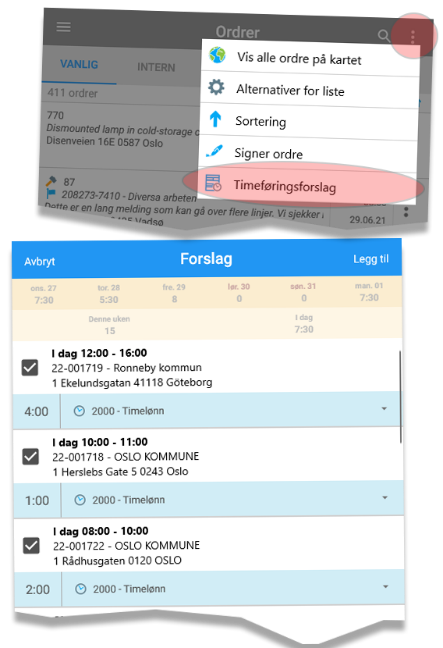 Ordrer
VANLIG
INTERN
411 ordrer
Vis alle ordre på kartet
Alternativer for liste
Sortering
Signer ordre
Timeføringsforslag
770
Dismounted lamp in cold-storage
Disenveien 16E 0587 Oslo
87
208273-7410 - Diversa arbeten
Dette er en lang melding som kan gå over flere linjer. Vi sjekker
Vadsø
29.06.21
Avbryt
Forslag
Legg til
ons. 27 tor. 28 fre. 29 lør. 30 søn. 31 man. 01
7:30 5:30 8 0 0 7:30
Denne uken I dag
15 7:30
I dag 12:00 - 16:00
22-001719 - Ronneby kommun
1 Ekelundsgatan 41118 Göteborg
4:00 2000 - Timelønn
I dag 10:00 - 11:00
22-001718 - OSLO KOMMUNE
1 Herslebs Gate 5 0243 Oslo
1:00 2000 - Timelønn
I dag 08:00 - 10:00
22-001722 - OSLO KOMMUNE
1 Rådhusgaten 0120 OSLO
2:00 2000 - Timelønn